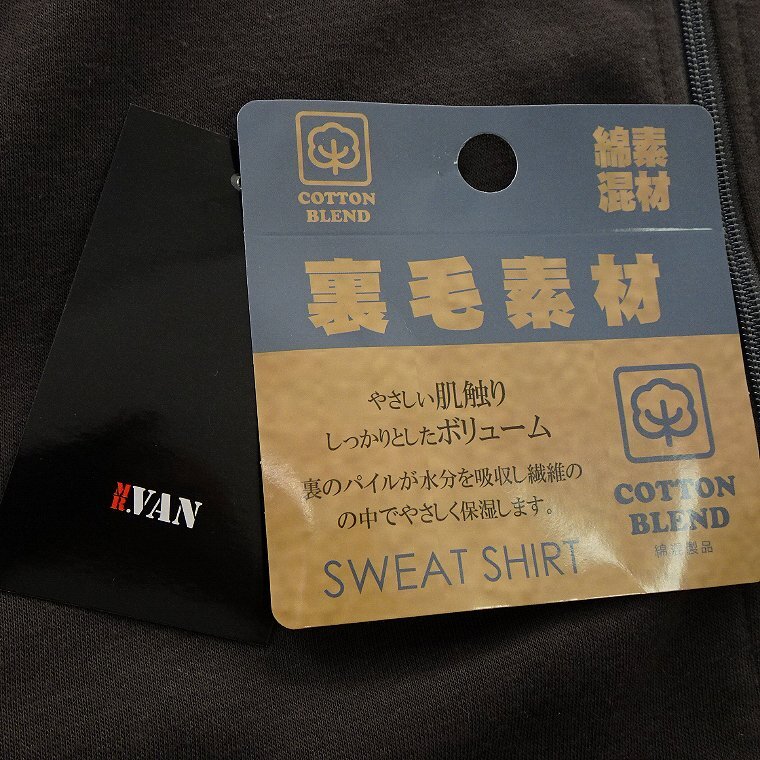 COTTON
BLEND
綿素
混材
裏毛素材
やさしい肌触り
しっかりとしたボリューム
裏のパイルが水分を吸収し繊維の
の中でやさしく保湿します。
SWEAT SHIRT
COTTON
BLEND
綿混製品
MR.VAN